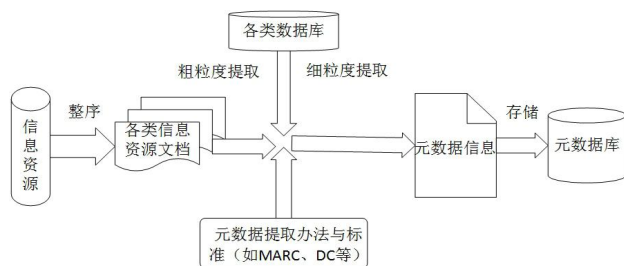 各类数据库
粗粒度提取
细粒度提取
信
息
资
源
整序
各类信息
资源文档
元数据信息
存储
元数据库
元数据提取办法与标
准（如MARC、DC等）